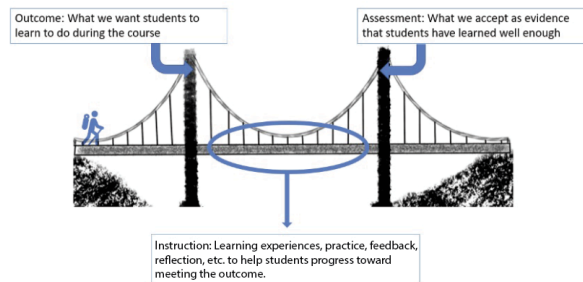 Outcome: What we want students to
learn to do during the course
Assessment: What we accept as evidence
that students have learned well enough
Instruction: Learning experiences, practice, feedback,
reflection, etc. to help students progress toward
meeting the outcome.